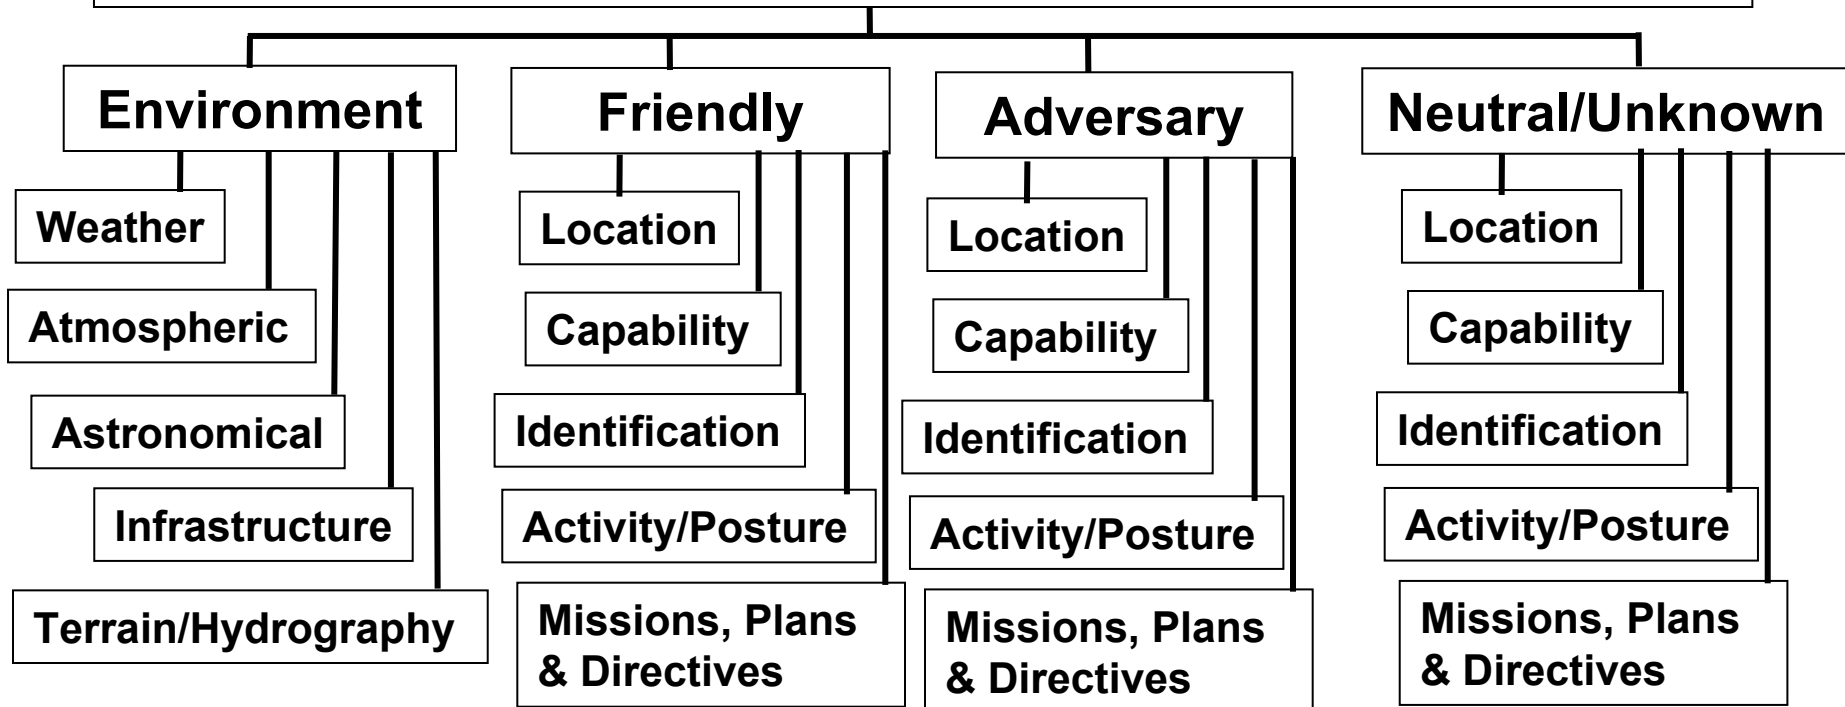 Environment
Friendly
Adversary
Neutral/Unknown
Weather
Atmospheric
Astronomical
Infrastructure
Terrain/Hydrography
Location
Capability
Identification
Activity/Posture
Missions, Plans
& Directives
Location
Capability
Identification
Activity/Posture
Missions, Plans
& Directives
Location
Capability
Identification
Activity/Posture
Missions, Plans
& Directives